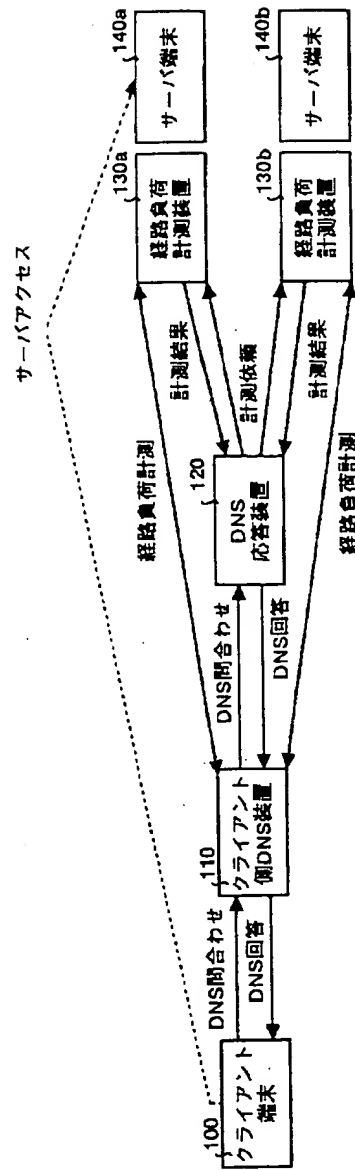 サーバアクセス
140a
サーバ端末
140b
サーバ端末
130a
経路負荷
計測装置
130b
経路負荷
計測装置
経路負荷計測
計測結果
計測依頼
計測結果
経路負荷計測
120
DNS
応答装置
DNS問合わせ
DNS回答
110
クライアント
側DNS装置
DNS問合わせ
DNS回答
100
クライアント
端末